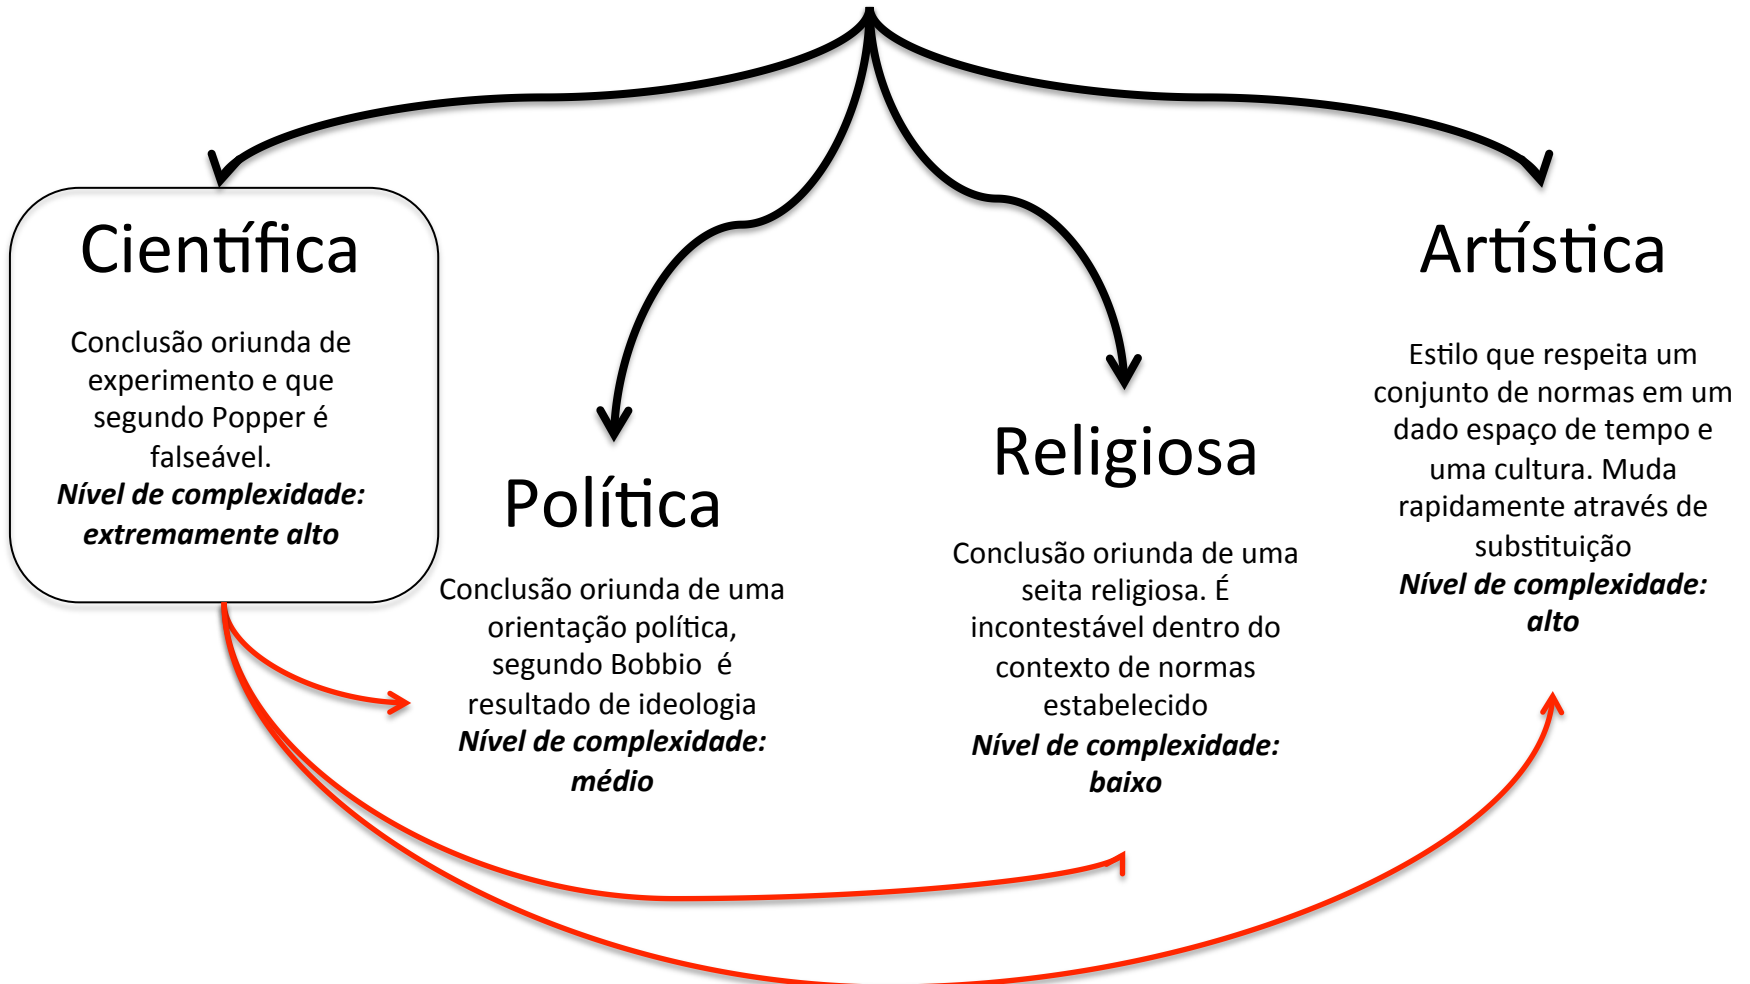 Científica
Conclusão oriunda de
experimento e que
segundo Popper é
falseável.
Nível de complexidade:
extremamente alto
Política
Conclusão oriunda de uma
orientação política,
segundo Bobbio é
resultado de ideologia
Nível de complexidade:
médio
Religiosa
Conclusão oriunda de uma
seita religiosa. É
incontestável dentro do
contexto de normas
estabelecido
Nível de complexidade:
baixo
Artística
Estilo que respeita um
conjunto de normas em um
dado espaço de tempo e
uma cultura. Muda
rapidamente através de
substituição
Nível de complexidade:
alto